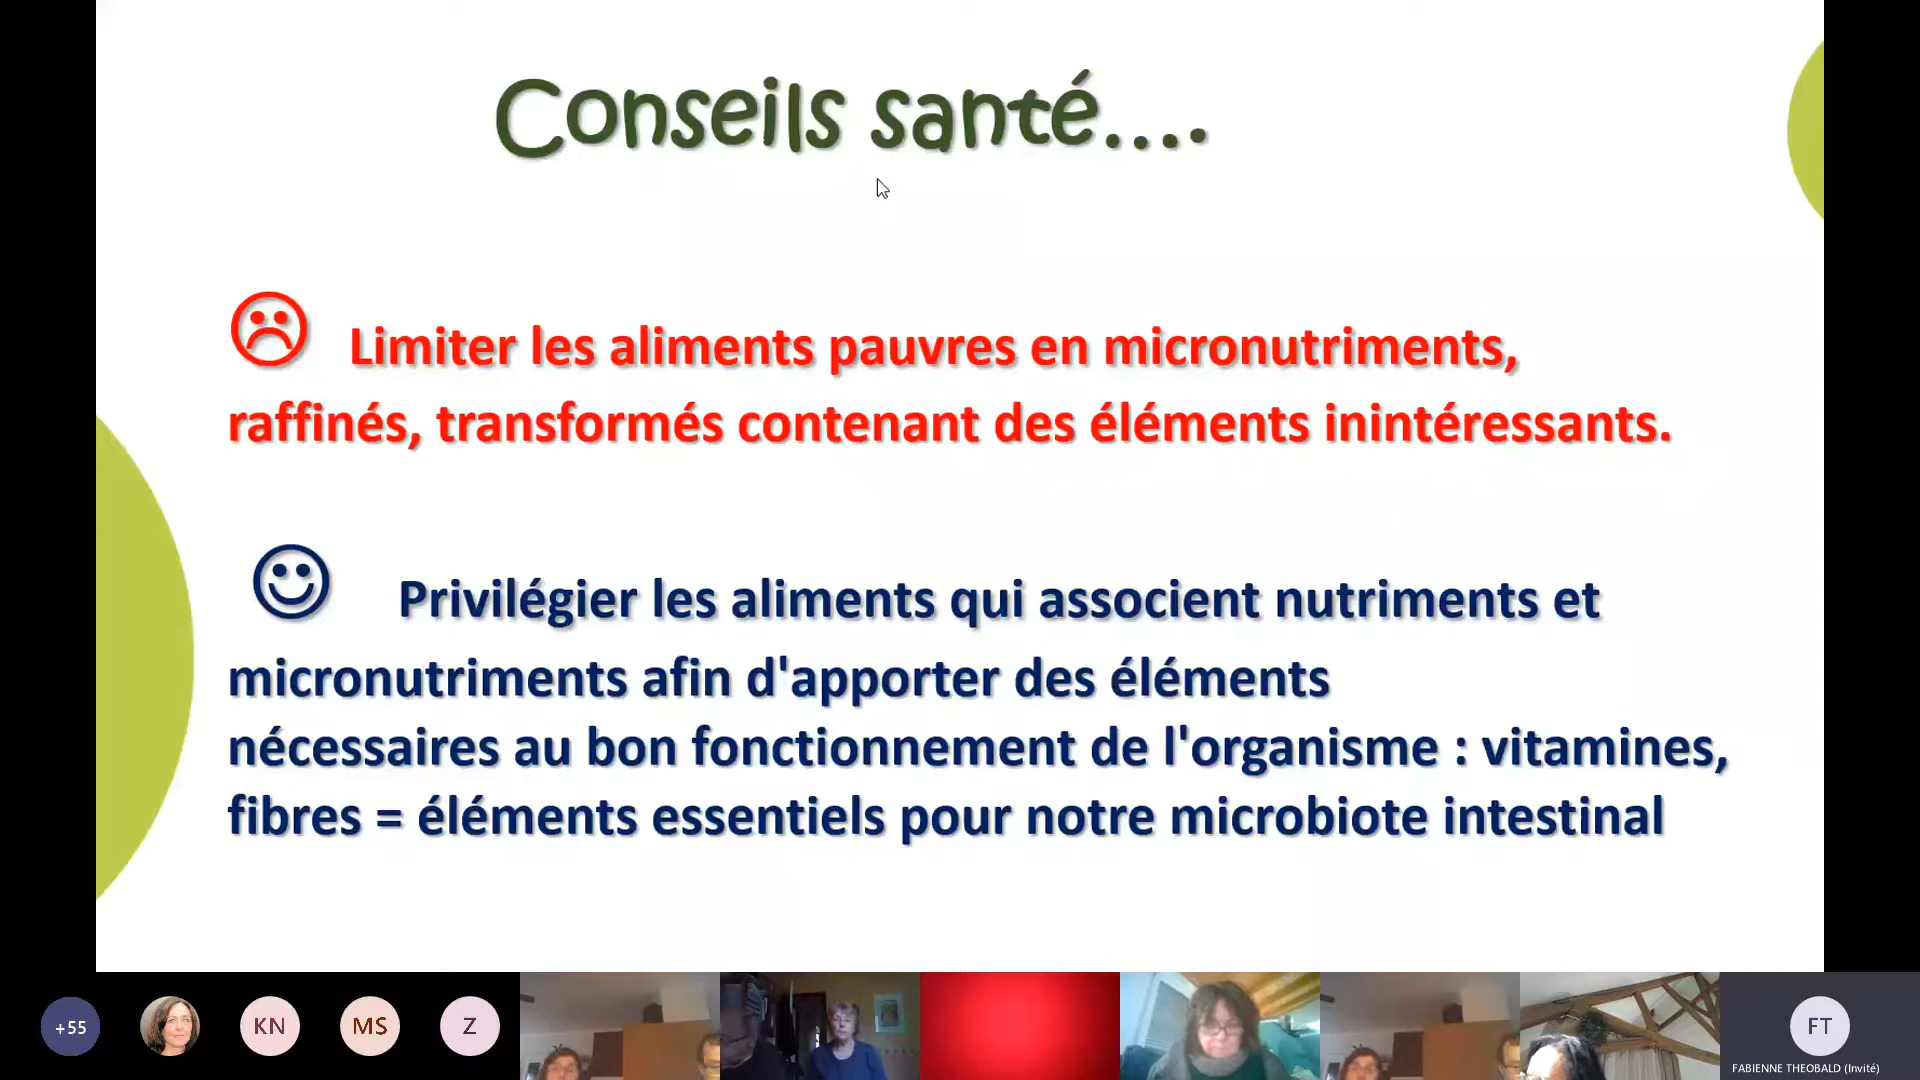 Conseils santé....
Limiter les aliments pauvres en micronutriments,
raffinés, transformés contenant des éléments inintéressants.
Privilégier les aliments qui associent nutriments et
micronutriments afin d'apporter des éléments
nécessaires au bon fonctionnement de l'organisme : vitamines,
fibres = éléments essentiels pour notre microbiote intestinal
+55
KN
MS
Z
FT
FABIENNE THEOBALD (Invité)